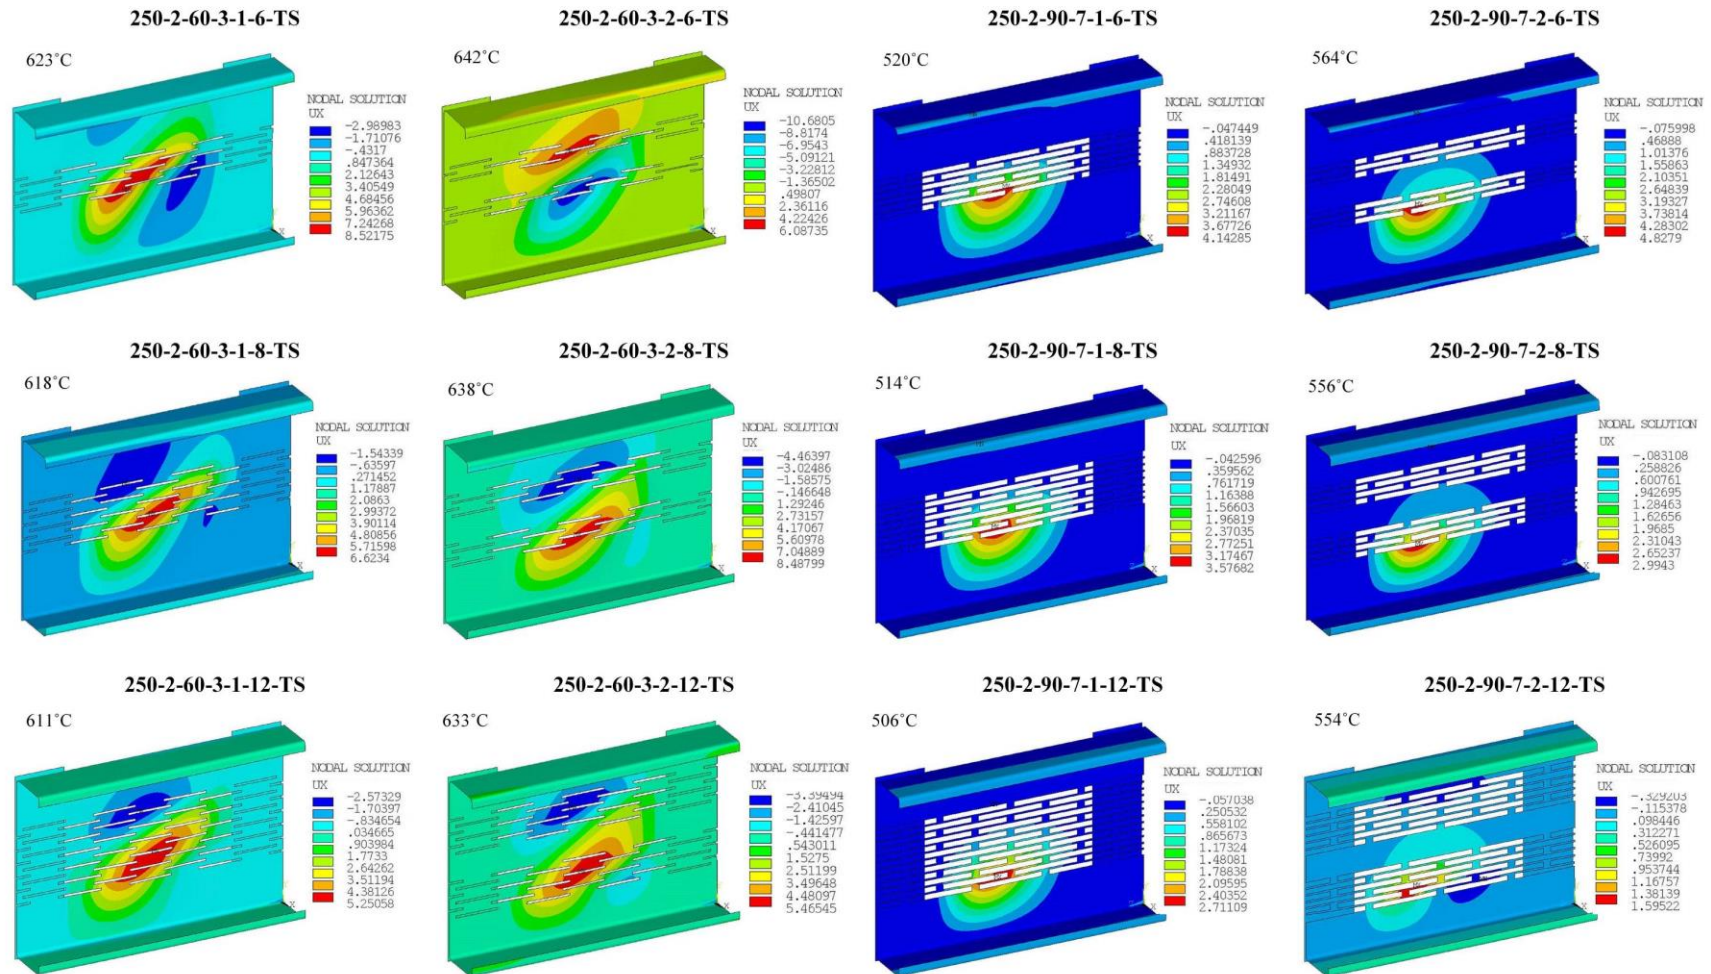 250-2-60-3-1-6-TS
623°C
NODAL SOLUTION
UX
-2.98983
-1.71076
-.4317
.847364
2.12643
3.40549
4.68456
5.96362
7.24268
8.52175
X
250-2-60-3-2-6-TS
642°C
NODAL SOLUTION
UX
-10.6805
-8.8174
-6.9543
-5.09121
-3.22812
-1.36502
.49807
2.36116
4.22426
6.08735
X
250-2-90-7-1-6-TS
520°C
NODAL SOLUTION
UX
-.047449
.418139
.883728
1.34932
1.81491
2.28049
2.74608
3.21167
3.67726
4.14285
X
250-2-90-7-2-6-TS
564°C
NODAL SOLUTION
UX
-.075998
.46888
1.01376
1.55863
2.10351
2.64839
3.19327
3.73814
4.28302
4.8279
X
250-2-60-3-1-8-TS
618°C
NODAL SOLUTION
UX
-1.54339
-.63597
.271452
1.17887
2.0863
2.99372
3.90114
4.80856
5.71598
6.6234
X
250-2-60-3-2-8-TS
638°C
NODAL SOLUTION
UX
-4.46397
-3.02486
-1.58575
-.146648
1.29246
2.73157
4.17067
5.60978
7.04889
8.48799
X
250-2-90-7-1-8-TS
514°C
NODAL SOLUTION
UX
-.042596
.359562
.761719
1.16388
1.56603
1.96819
2.37035
2.77251
3.17467
3.57682
X
250-2-90-7-2-8-TS
556°C
NODAL SOLUTION
UX
-.083108
.258826
.600761
.942695
1.28463
1.62656
1.9685
2.31043
2.65237
2.9943
X
250-2-60-3-1-12-TS
611°C
NODAL SOLUTION
UX
-2.57329
-1.70397
-.834654
.034665
.903984
1.7733
2.64262
3.51194
4.38126
5.25058
X
250-2-60-3-2-12-TS
633°C
NODAL SOLUTION
UX
-3.39494
-2.41045
-1.42597
-.441477
.543011
1.5275
2.51199
3.49648
4.48097
5.46545
X
250-2-90-7-1-12-TS
506°C
NODAL SOLUTION
UX
-.057038
.250532
.558102
.865673
1.17324
1.48081
1.78838
2.09595
2.40352
2.71109
X
250-2-90-7-2-12-TS
554°C
NODAL SOLUTION
UX
-.329203
-.115378
.098446
.312271
.526095
.73992
.953744
1.16757
1.38139
1.59522
X